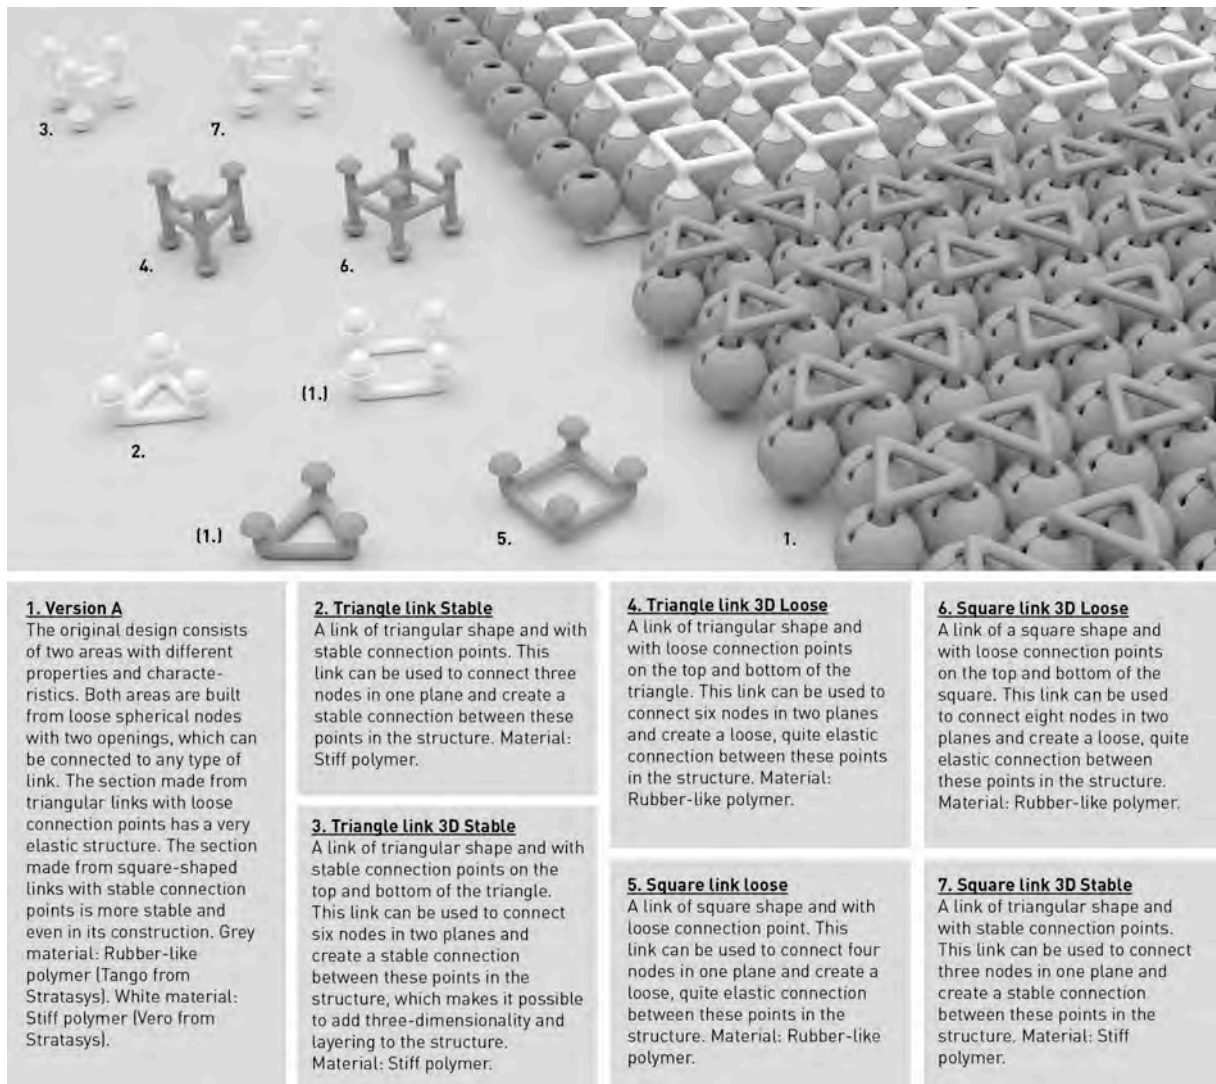 3.
7.
4.
6.
(1.)
2.
(1.)
5.
1.
1. Version A
The original design consists
of two areas with different
properties and characte-
ristics. Both areas are built
from loose spherical nodes
with two openings, which can
be connected to any type of
link. The section made from
triangular links with loose
connection points has a very
elastic structure. The section
made from square-shaped
links with stable connection
points is more stable and
even in its construction. Grey
material: Rubber-like
polymer (Tango from
Stratasys). White material:
Stiff polymer (Vero from
Stratasys).
2. Triangle link Stable
A link of triangular shape and with
stable connection points. This
link can be used to connect three
nodes in one plane and create a
stable connection between these
points in the structure. Material:
Stiff polymer.
3. Triangle link 3D Stable
A link of triangular shape and with
stable connection points on the
top and bottom of the triangle.
This link can be used to connect
six nodes in two planes and
create a stable connection
between these points in the
structure, which makes it possible
to add three-dimensionality and
layering to the structure.
Material: Stiff polymer.
4. Triangle link 3D Loose
A link of triangular shape and
with loose connection points
on the top and bottom of the
triangle. This link can be used to
connect six nodes in two planes
and create a loose, quite elastic
connection between these points
in the structure. Material:
Rubber-like polymer.
5. Square link loose
A link of square shape and with
loose connection point. This
link can be used to connect four
nodes in one plane and create a
loose, quite elastic connection
between these points in the
structure. Material: Rubber-like
polymer.
6. Square link 3D Loose
A link of a square shape and
with loose connection points
on the top and bottom of the
square. This link can be used
to connect eight nodes in two
planes and create a loose, quite
elastic connection between
these points in the structure.
Material: Rubber-like polymer.
7. Square link 3D Stable
A link of triangular shape and
with stable connection points.
This link can be used to connect
three nodes in one plane and
create a stable connection
between these points in the
structure. Material: Stiff
polymer.